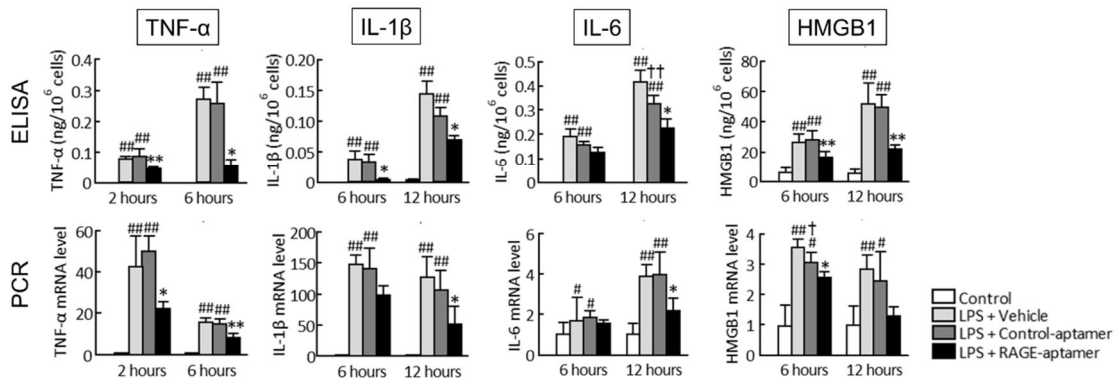 TNF-α
IL-1β
IL-6
HMGB1
ELISA
TNF-α (ng/10⁶ cells)
0.4
0.3
0.2
0.1
0
## ## **
## ## *
2 hours 6 hours
IL-1β (ng/10⁶ cells)
0.20
0.15
0.10
0.05
0
## ## *
## ## *
6 hours 12 hours
IL-6 (ng/10⁶ cells)
0.5
0.4
0.3
0.2
0.1
0
## ##
## †† ## *
6 hours 12 hours
HMGB1 (ng/10⁶ cells)
80
60
40
20
0
## ## **
## ## **
6 hours 12 hours
PCR
TNF-α mRNA level
60
40
20
0
## ## *
## ## **
2 hours 6 hours
IL-1β mRNA level
200
150
100
50
0
## ##
## ## *
6 hours 12 hours
IL-6 mRNA level
6
4
2
0
# #
## ## *
6 hours 12 hours
HMGB1 mRNA level
4
3
2
1
0
## † # *
## #
6 hours 12 hours
Control
LPS + Vehicle
LPS + Control-aptamer
LPS + RAGE-aptamer